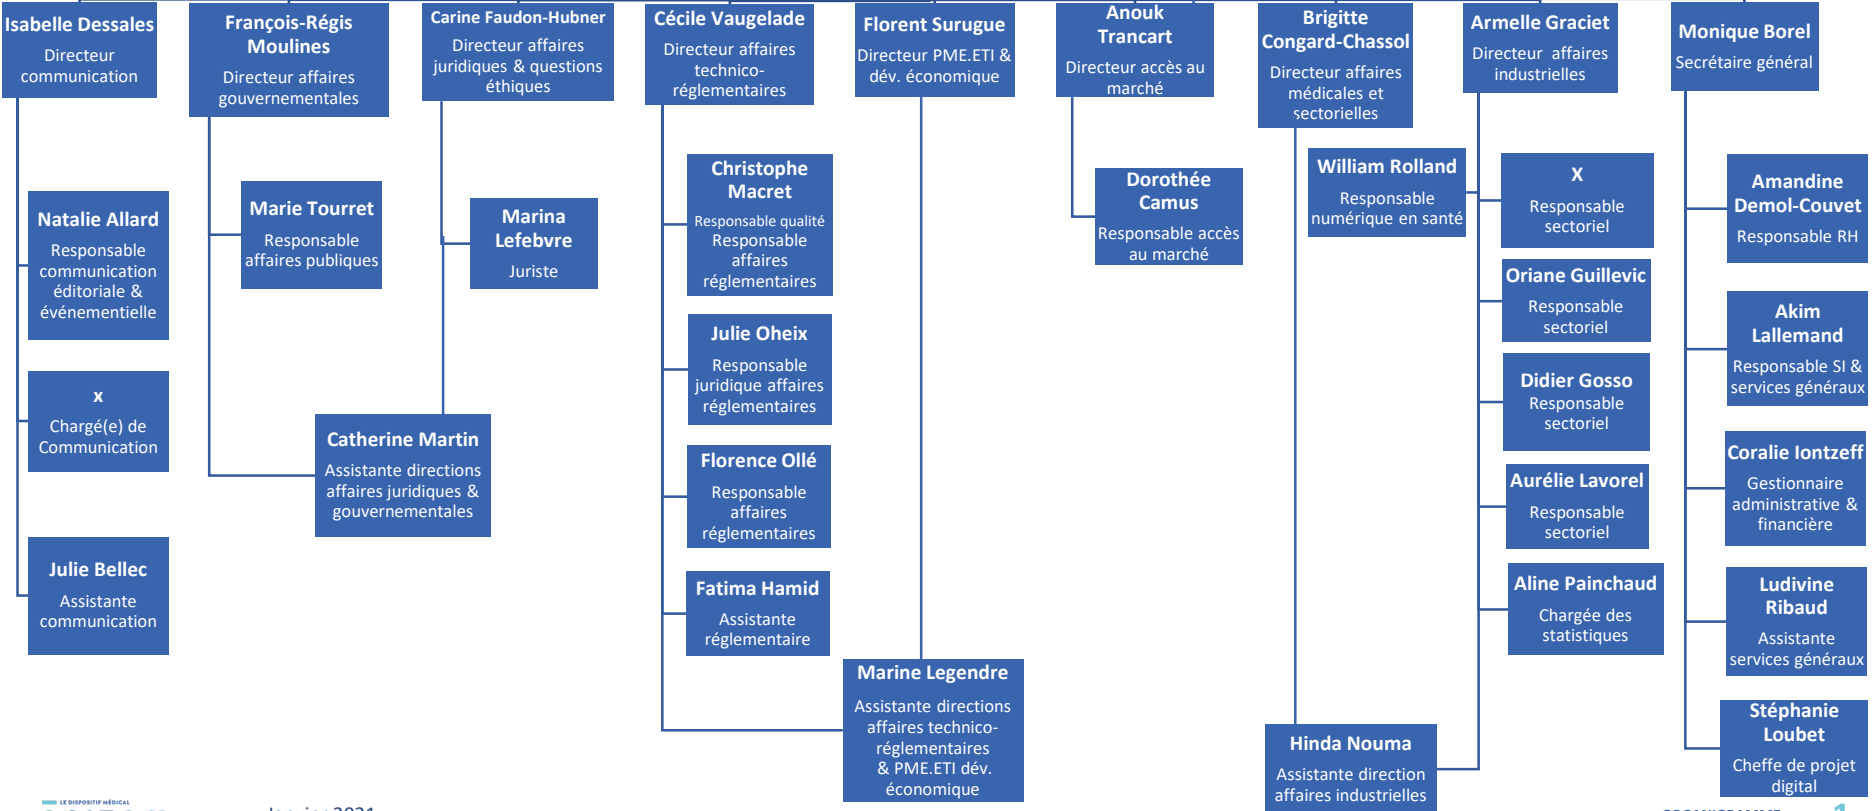 Isabelle Dessales
Directeur
communication
François-Régis
Moulines
Directeur affaires
gouvernementales
Carine Faudon-Hubner
Directeur affaires
juridiques & questions
éthiques
Cécile Vaugelade
Directeur affaires
technico-
réglementaires
Florent Surugue
Directeur PME.ETI &
dév. économique
Anouk
Trancart
Directeur accès au
marché
Brigitte
Congard-Chassol
Directeur affaires
médicales et
sectorielles
Armelle Graciet
Directeur affaires
industrielles
Monique Borel
Secrétaire général
Natalie Allard
Responsable
communication
éditoriale &
événementielle
x
Chargé(e) de
Communication
Julie Bellec
Assistante
communication
Marie Tourret
Responsable
affaires publiques
Catherine Martin
Assistante directions
affaires juridiques &
gouvernementales
Marina
Lefebvre
Juriste
Christophe
Macret
Responsable qualité
Responsable
affaires
réglementaires
Julie Oheix
Responsable
juridique affaires
réglementaires
Florence Ollé
Responsable
affaires
réglementaires
Fatima Hamid
Assistante
réglementaire
Marine Legendre
Assistante directions
affaires technico-
réglementaires
& PME.ETI dév.
économique
Dorothée
Camus
Responsable accès
au marché
William Rolland
Responsable
numérique en santé
Hinda Nouma
Assistante direction
affaires industrielles
X
Responsable
sectoriel
Oriane Guillevic
Responsable
sectoriel
Didier Gosso
Responsable
sectoriel
Aurélie Lavorel
Responsable
sectoriel
Aline Painchaud
Chargée des
statistiques
Amandine
Demol-Couvet
Responsable RH
Akim
Lallemand
Responsable SI &
services généraux
Coralie Iontzeff
Gestionnaire
administrative &
financière
Ludivine
Ribaud
Assistante
services généraux
Stéphanie
Loubet
Cheffe de projet
digital
LE DISPOSITIF MÉDICAL
Janvier 2021
ORGANIGRAMME
1